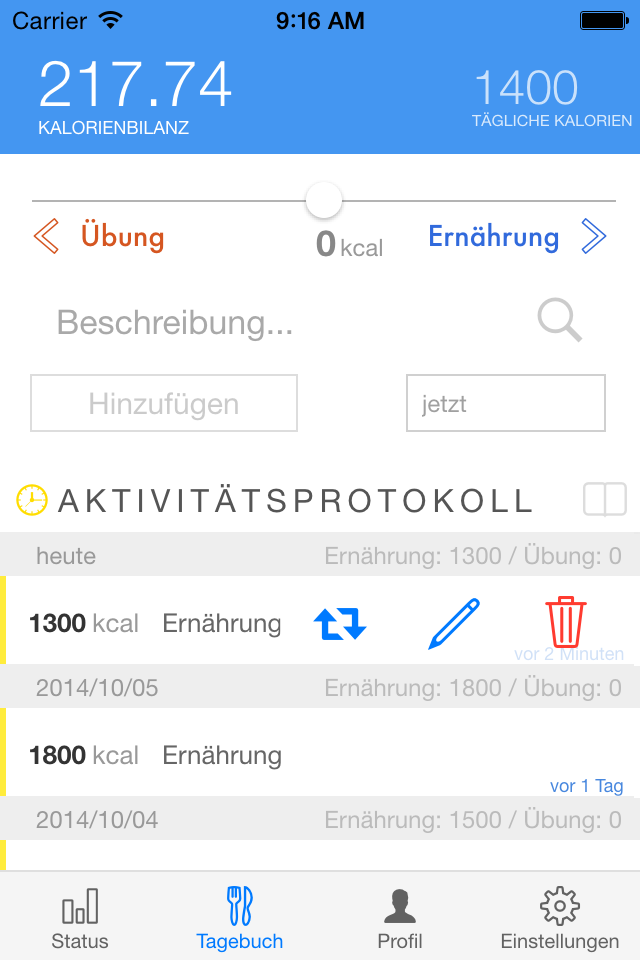 Carrier 9:16 AM
217.74 1400
KALORIENBILANZ TÄGLICHE KALORIEN
Übung 0 kcal Ernährung
Beschreibung...
Hinzufügen jetzt
AKTIVITÄTSPROTOKOLL
heute Ernährung: 1300 / Übung: 0
1300 kcal Ernährung
vor 2 Minuten
2014/10/05 Ernährung: 1800 / Übung: 0
1800 kcal Ernährung
vor 1 Tag
2014/10/04 Ernährung: 1500 / Übung: 0
Status Tagebuch Profil Einstellungen